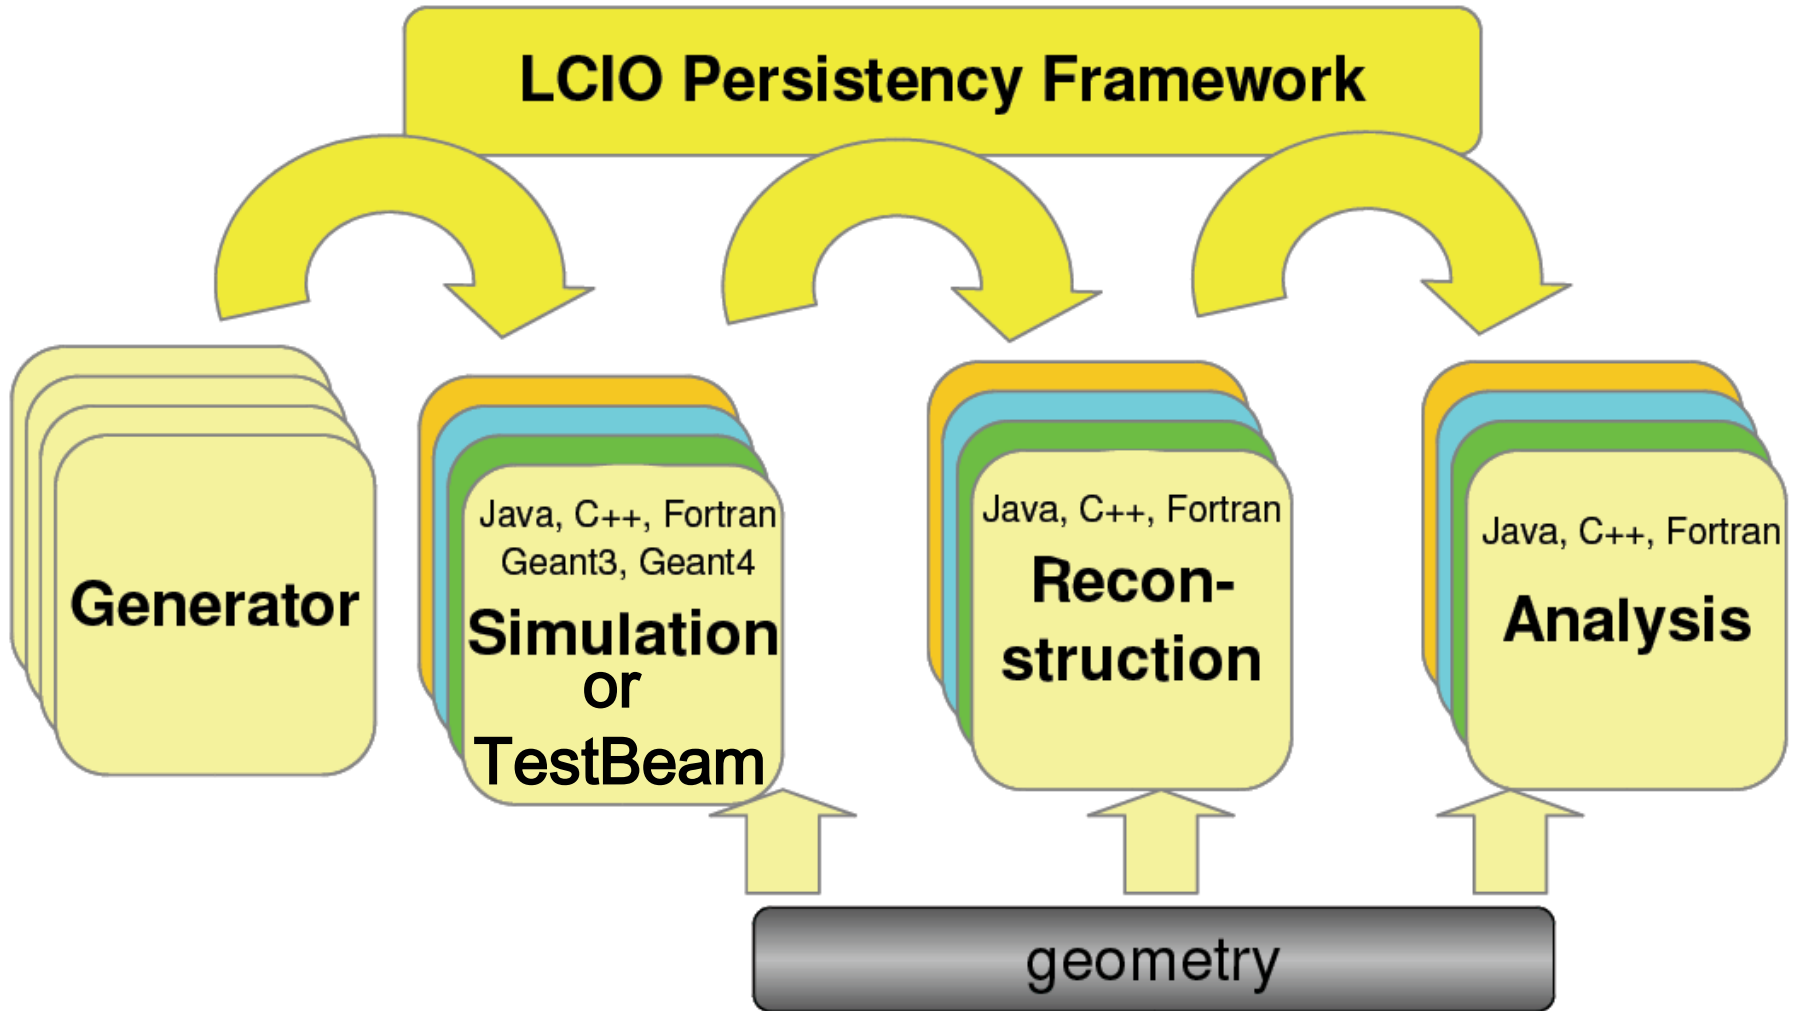 LCIO Persistency Framework
Generator
Java, C++, Fortran
Geant3, Geant4
Simulation
or
TestBeam
Java, C++, Fortran
Recon-
struction
Java, C++, Fortran
Analysis
geometry